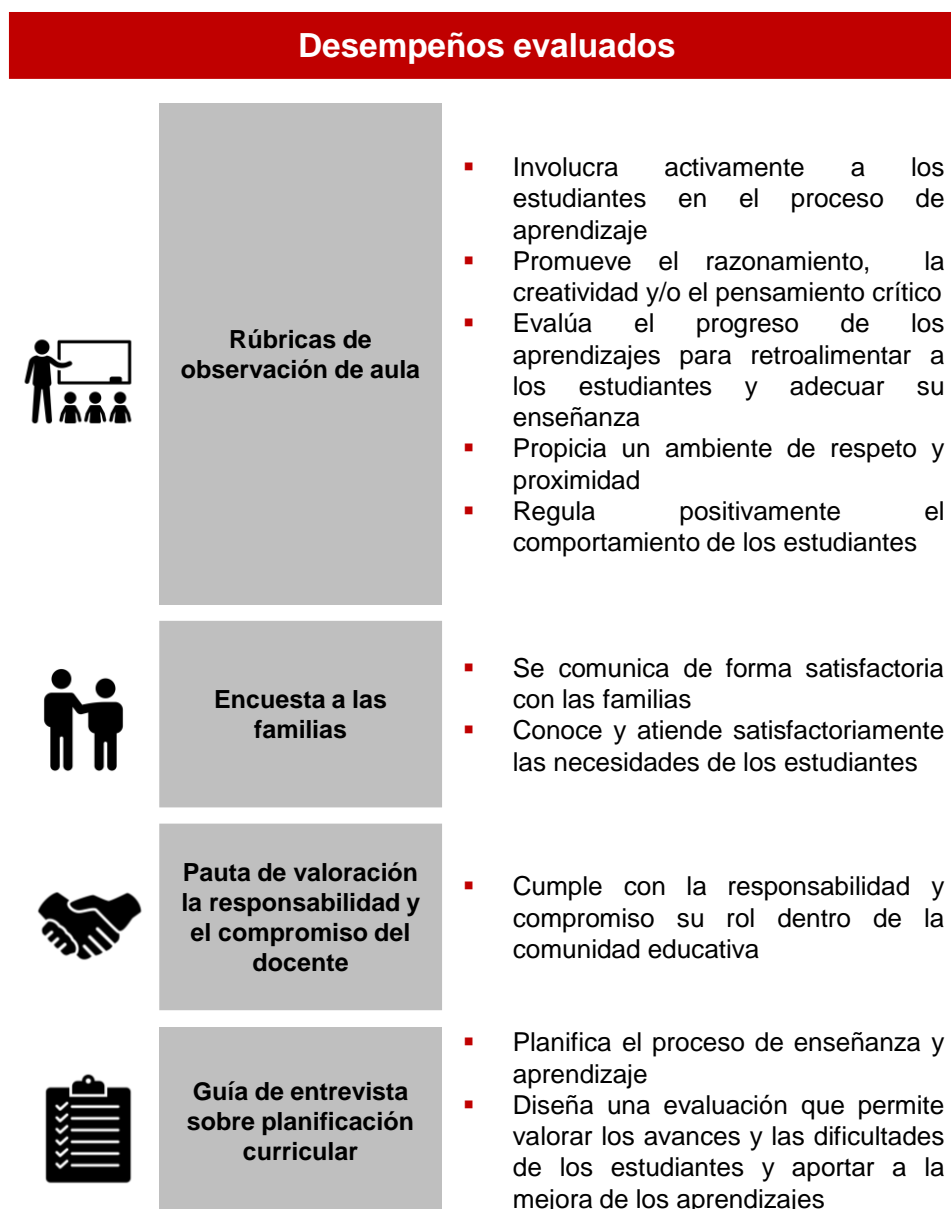 Desempeños evaluados
Rúbricas de
observación de aula
Involucra activamente a los
estudiantes en el proceso de
aprendizaje
Promueve el razonamiento, la
creatividad y/o el pensamiento crítico
Evalúa el progreso de los
aprendizajes para retroalimentar a
los estudiantes y adecuar su
enseñanza
Propicia un ambiente de respeto y
proximidad
Regula positivamente el
comportamiento de los estudiantes
Encuesta a las
familias
Se comunica de forma satisfactoria
con las familias
Conoce y atiende satisfactoriamente
las necesidades de los estudiantes
Pauta de valoración
la responsabilidad y
el compromiso del
docente
Cumple con la responsabilidad y
compromiso su rol dentro de la
comunidad educativa
Guía de entrevista
sobre planificación
curricular
Planifica el proceso de enseñanza y
aprendizaje
Diseña una evaluación que permite
valorar los avances y las dificultades
de los estudiantes y aportar a la
mejora de los aprendizajes